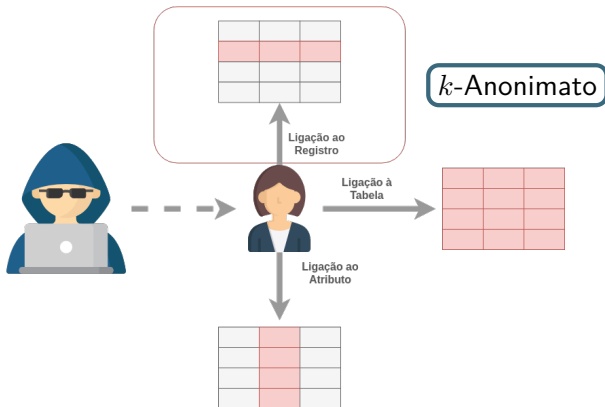 k-Anonimato
Ligação ao
Registro
Ligação à
Tabela
Ligação ao
Atributo